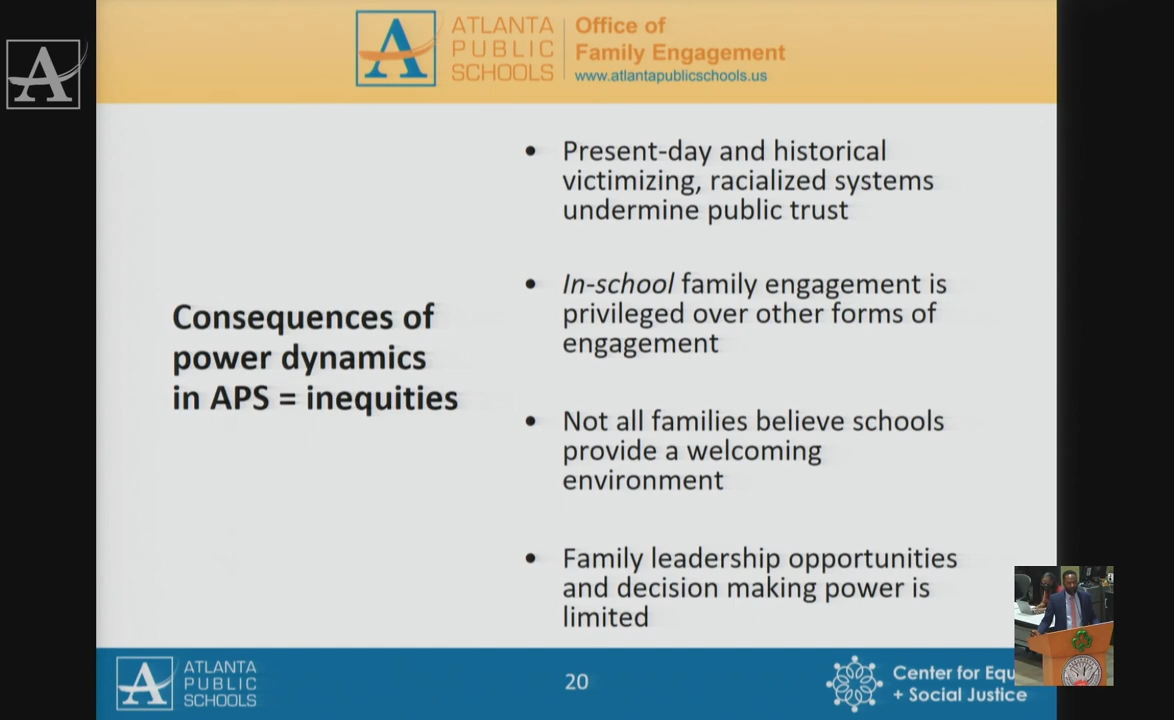 ATLANTA
PUBLIC
SCHOOLS
Office of
Family Engagement
www.atlantapublicschools.us
Consequences of
power dynamics
in APS = inequities
• Present-day and historical
victimizing, racialized systems
undermine public trust
• In-school family engagement is
privileged over other forms of
engagement
• Not all families believe schools
provide a welcoming
environment
• Family leadership opportunities
and decision making power is
limited
ATLANTA
PUBLIC
SCHOOLS
20
Center for Equ
+ Social Justice